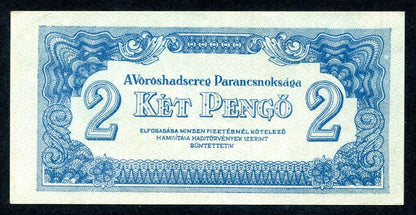 A Vöröshadsereg Parancsnoksága
2 KÉT PENGŐ 2
ELFOGADÁSA MINDEN FIZETÉSNÉL KÖTELEZŐ
HAMISÍTÁSA HADITÖRVÉNYEK SZERINT
BÜNTETTETIK